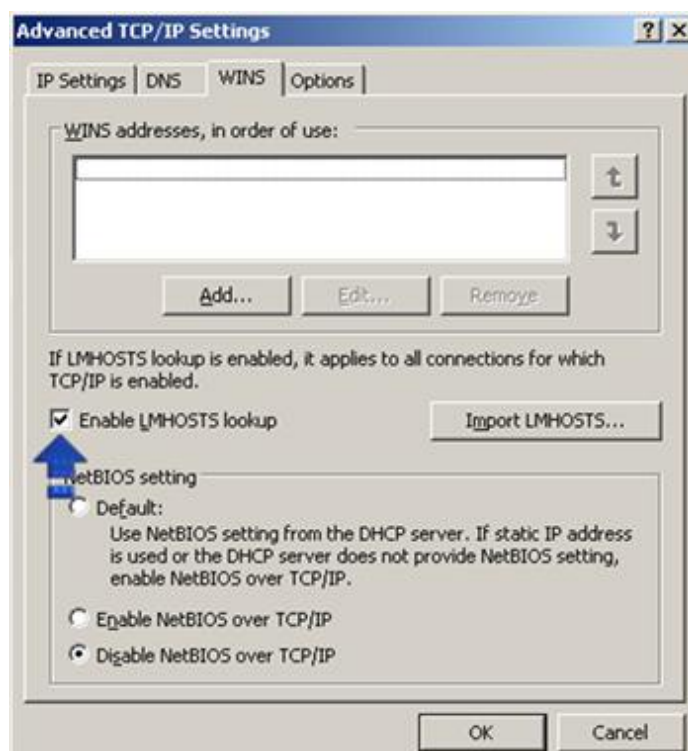 Advanced TCP/IP Settings
IP Settings DNS WINS Options
WINS addresses, in order of use:
Add... Edit... Remove
If LMHOSTS lookup is enabled, it applies to all connections for which
TCP/IP is enabled.
Enable LMHOSTS lookup Import LMHOSTS...
NetBIOS setting
Default:
Use NetBIOS setting from the DHCP server. If static IP address
is used or the DHCP server does not provide NetBIOS setting,
enable NetBIOS over TCP/IP.
Enable NetBIOS over TCP/IP
Disable NetBIOS over TCP/IP
OK Cancel